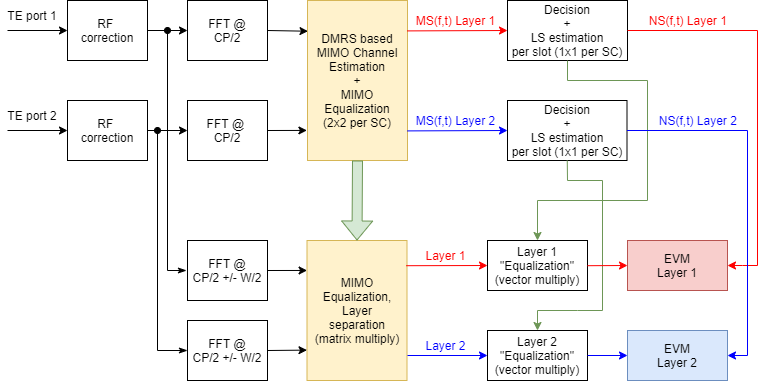 TE port 1
RF
correction
FFT @
CP/2
DMRS based
MIMO Channel
Estimation
+
MIMO
Equalization
(2x2 per SC)
MS(f,t) Layer 1
Decision
+
LS estimation
per slot (1x1 per SC)
NS(f,t) Layer 1
TE port 2
RF
correction
FFT @
CP/2
MS(f,t) Layer 2
Decision
+
LS estimation
per slot (1x1 per SC)
NS(f,t) Layer 2
FFT @
CP/2 +/- W/2
MIMO
Equalization,
Layer
separation
(matrix multiply)
Layer 1
Layer 1
"Equalization"
(vector multiply)
EVM
Layer 1
FFT @
CP/2 +/- W/2
Layer 2
Layer 2
"Equalization"
(vector multiply)
EVM
Layer 2